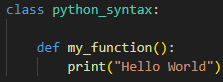 class python_syntax:
    def my_function():
        print("Hello World")